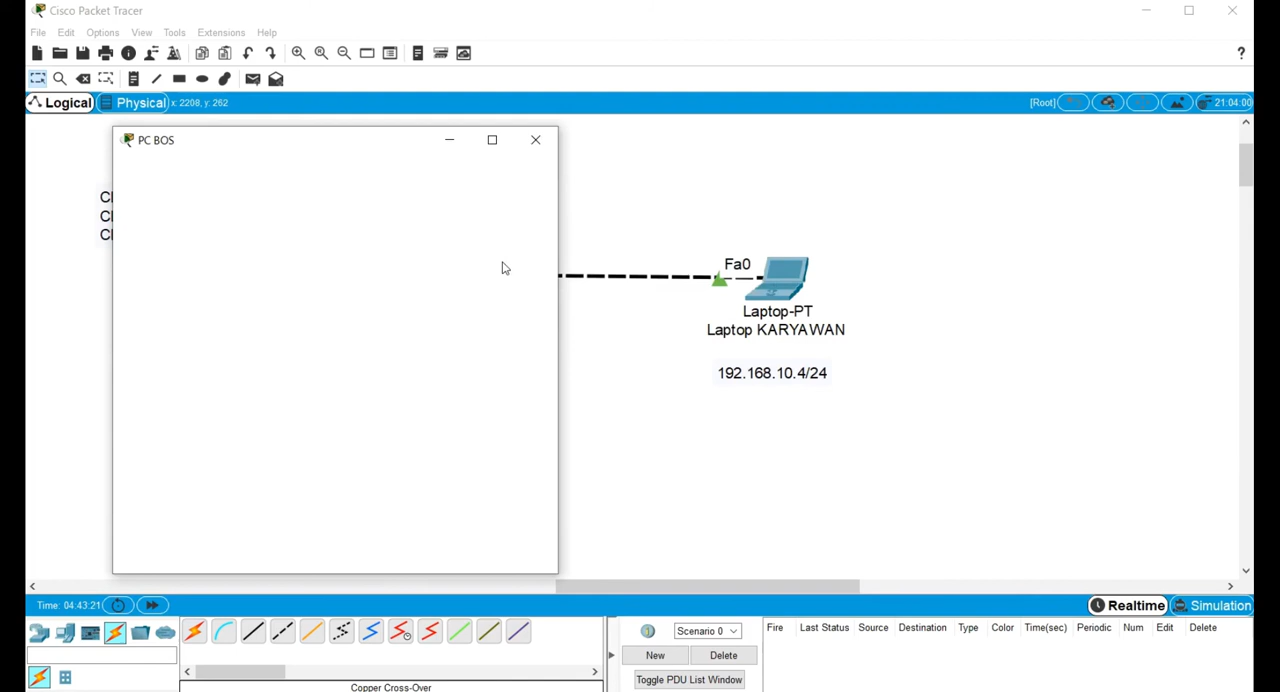 Cisco Packet Tracer
File Edit Options View Tools Extensions Help
?
Logical Physical x: 2208, y: 262 [Root] 21:04:00
PC BOS
Fa0
Laptop-PT
Laptop KARYAWAN
192.168.10.4/24
Time: 04:43:21 Realtime Simulation
Scenario 0
New Delete
Toggle PDU List Window
Fire Last Status Source Destination Type Color Time(sec) Periodic Num Edit Delete
Copper Cross-Over